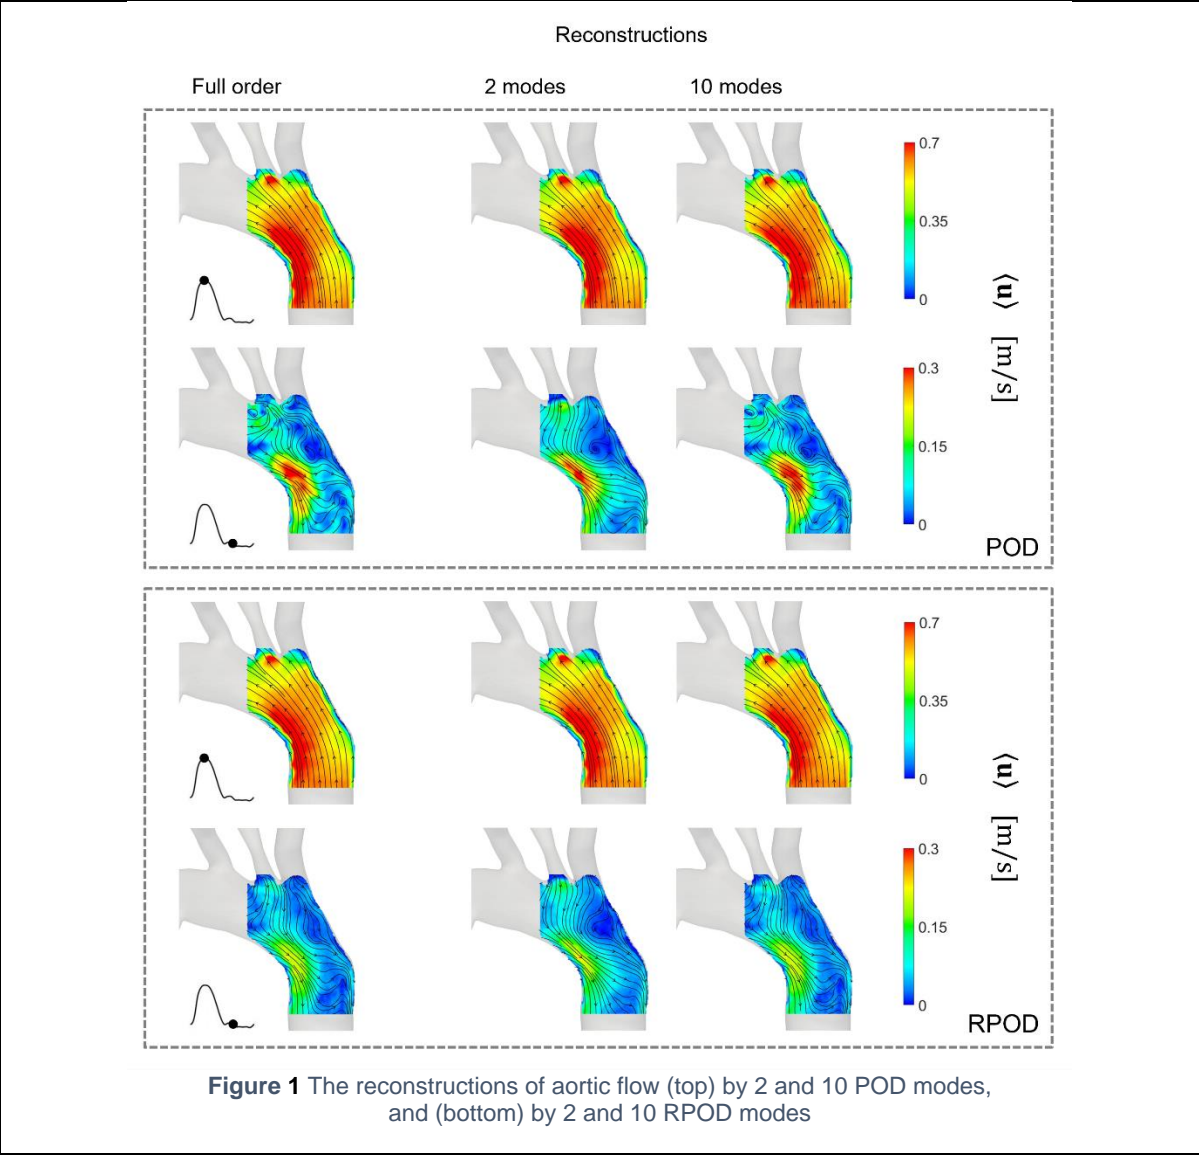 Reconstructions
Full order 2 modes 10 modes
0.7
0.35
0
⟨u⟩ [m/s]
0.3
0.15
0
POD
0.7
0.35
0
⟨u⟩ [m/s]
0.3
0.15
0
RPOD
Figure 1 The reconstructions of aortic flow (top) by 2 and 10 POD modes,
and (bottom) by 2 and 10 RPOD modes